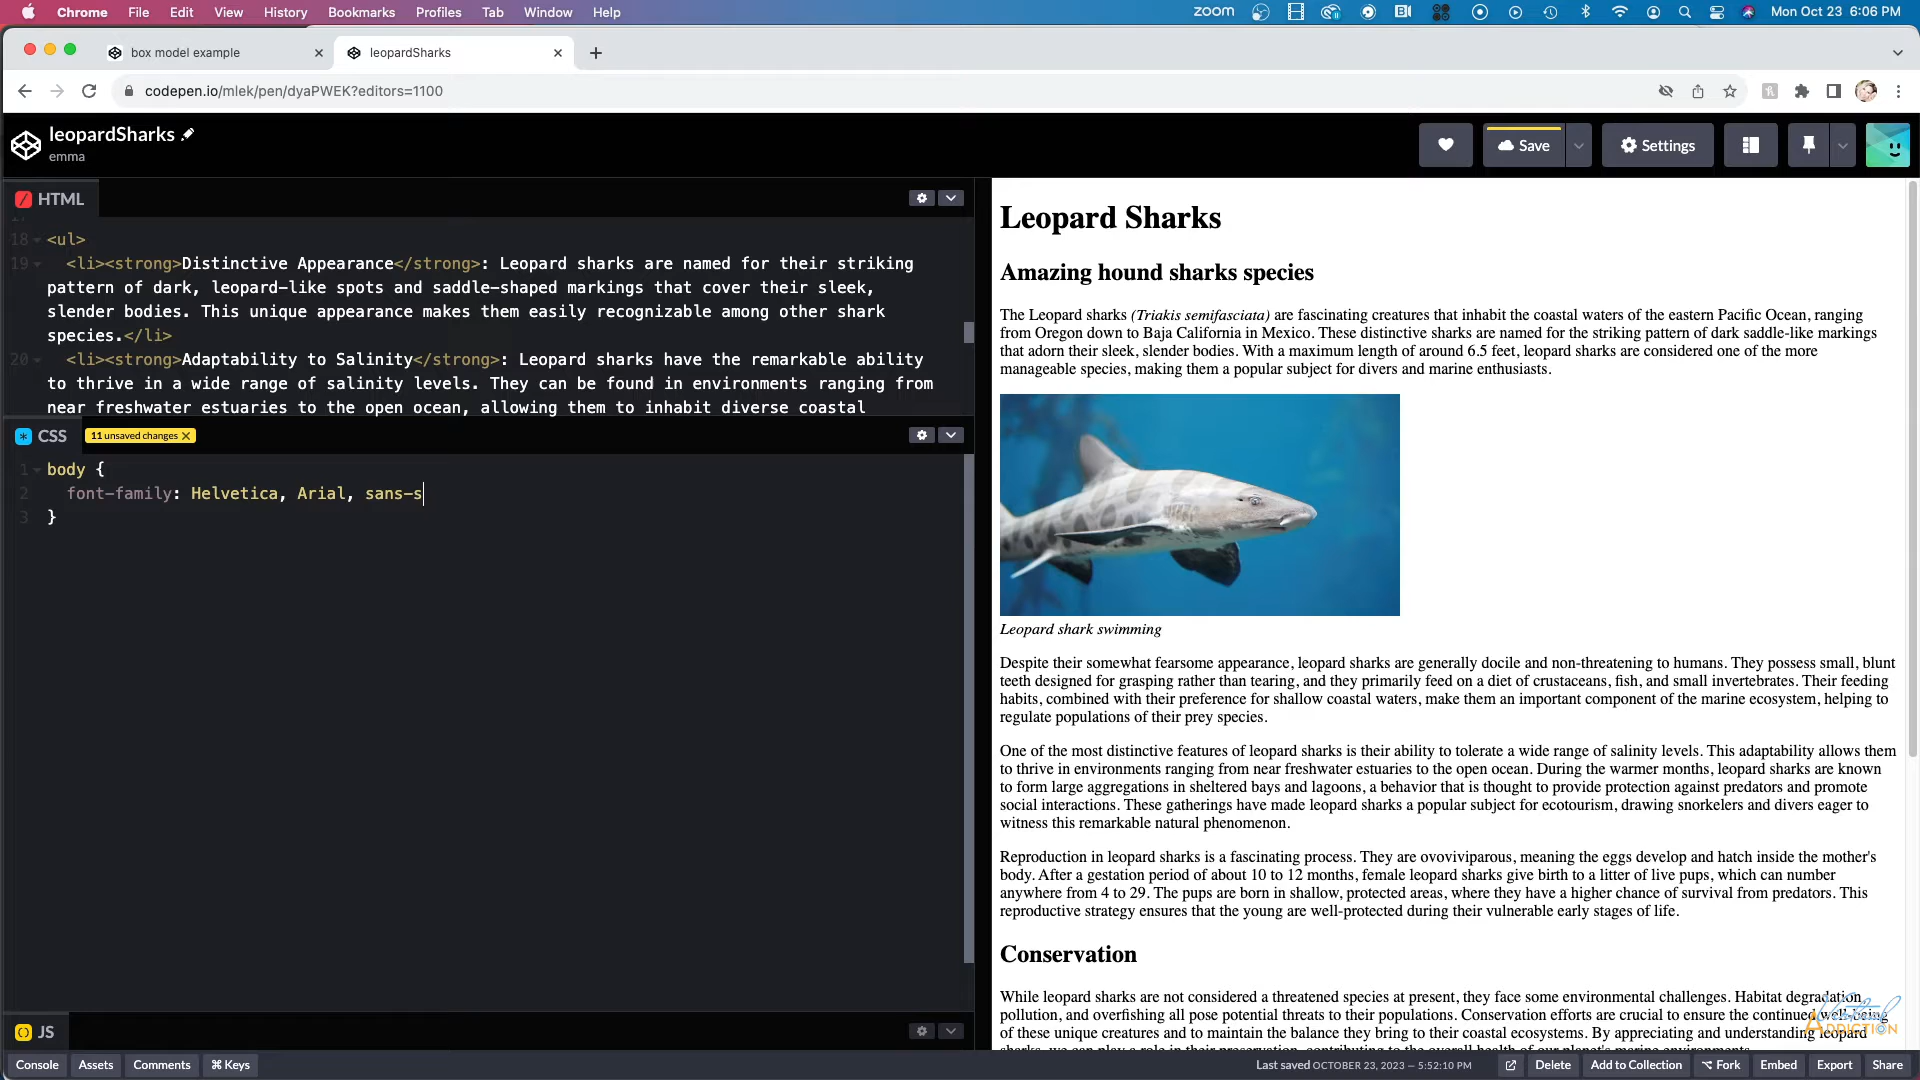 Chrome File Edit View History Bookmarks Profiles Tab Window Help zoom Mon Oct 23 6:06 PM
box model example
leopardSharks
codepen.io/mlek/pen/dyaPWEK?editors=1100
leopardSharks
emma
Save
Settings
HTML
18 <ul>
19 <li><strong>Distinctive Appearance</strong>: Leopard sharks are named for their striking
pattern of dark, leopard-like spots and saddle-shaped markings that cover their sleek,
slender bodies. This unique appearance makes them easily recognizable among other shark
species.</li>
20 <li><strong>Adaptability to Salinity</strong>: Leopard sharks have the remarkable ability
to thrive in a wide range of salinity levels. They can be found in environments ranging from
near freshwater estuaries to the open ocean, allowing them to inhabit diverse coastal
CSS 11 unsaved changes
1 body {
2 font-family: Helvetica, Arial, sans-s
3 }
JS
Leopard Sharks
Amazing hound sharks species
The Leopard sharks (Triakis semifasciata) are fascinating creatures that inhabit the coastal waters of the eastern Pacific Ocean, ranging
from Oregon down to Baja California in Mexico. These distinctive sharks are named for the striking pattern of dark saddle-like markings
that adorn their sleek, slender bodies. With a maximum length of around 6.5 feet, leopard sharks are considered one of the more
manageable species, making them a popular subject for divers and marine enthusiasts.
Leopard shark swimming
Despite their somewhat fearsome appearance, leopard sharks are generally docile and non-threatening to humans. They possess small, blunt
teeth designed for grasping rather than tearing, and they primarily feed on a diet of crustaceans, fish, and small invertebrates. Their feeding
habits, combined with their preference for shallow coastal waters, make them an important component of the marine ecosystem, helping to
regulate populations of their prey species.
One of the most distinctive features of leopard sharks is their ability to tolerate a wide range of salinity levels. This adaptability allows them
to thrive in environments ranging from near freshwater estuaries to the open ocean. During the warmer months, leopard sharks are known
to form large aggregations in sheltered bays and lagoons, a behavior that is thought to provide protection against predators and promote
social interactions. These gatherings have made leopard sharks a popular subject for ecotourism, drawing snorkelers and divers eager to
witness this remarkable natural phenomenon.
Reproduction in leopard sharks is a fascinating process. They are ovoviviparous, meaning the eggs develop and hatch inside the mother's
body. After a gestation period of about 10 to 12 months, female leopard sharks give birth to a litter of live pups, which can number
anywhere from 4 to 29. The pups are born in shallow, protected areas, where they have a higher chance of survival from predators. This
reproductive strategy ensures that the young are well-protected during their vulnerable early stages of life.
Conservation
While leopard sharks are not considered a threatened species at present, they face some environmental challenges. Habitat degradation,
pollution, and overfishing all pose potential threats to their populations. Conservation efforts are crucial to ensure the continued well-being
of these unique creatures and to maintain the balance they bring to their coastal ecosystems. By appreciating and understanding leopard
Console Assets Comments ⌘ Keys Last saved OCTOBER 23, 2023 — 5:52:10 PM Delete Add to Collection Fork Embed Export Share